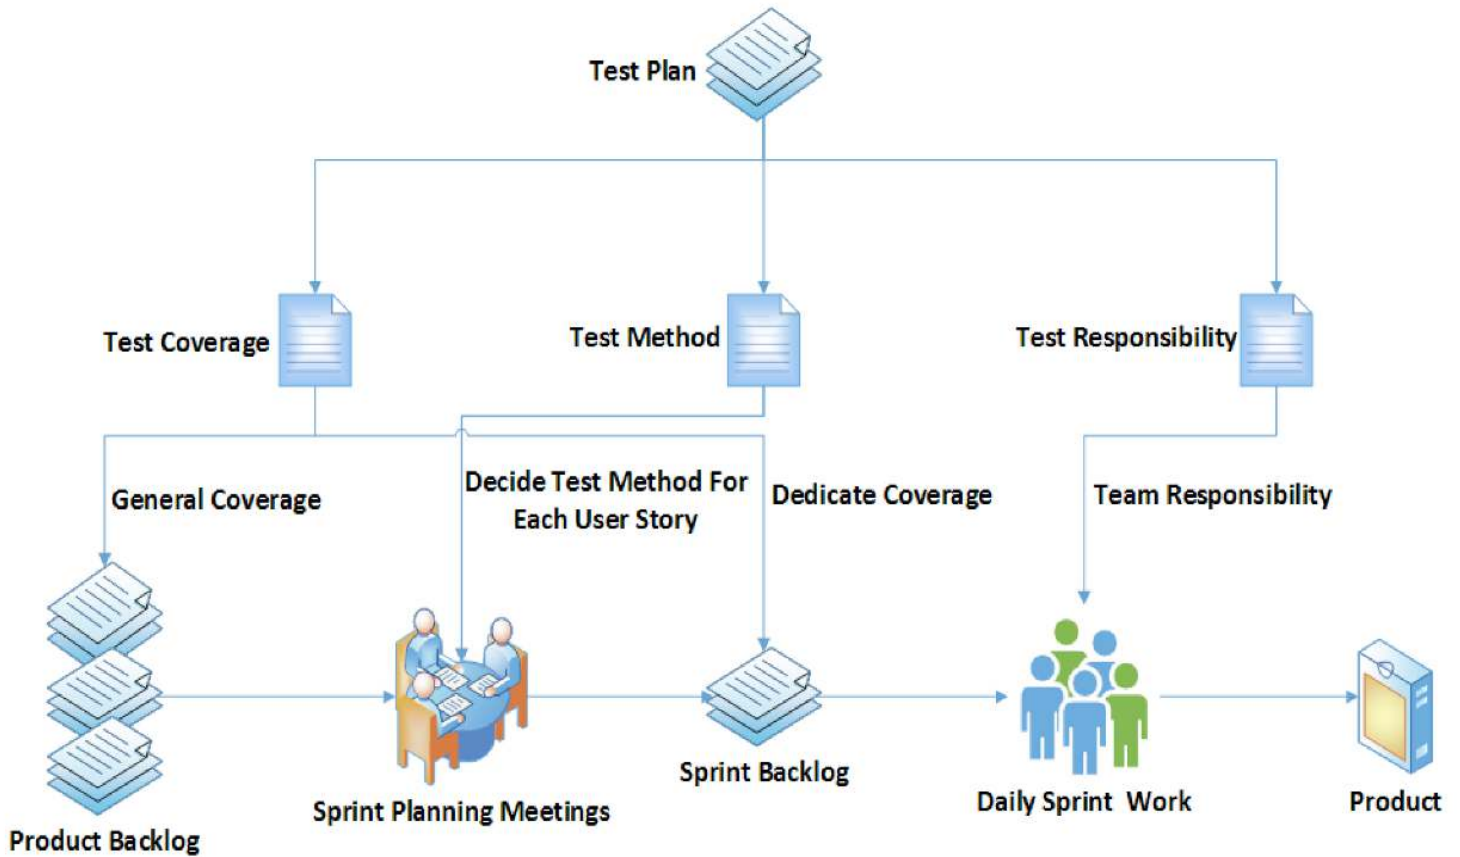 Test Plan
Test Coverage
Test Method
Test Responsibility
General Coverage
Decide Test Method For
Each User Story
Dedicate Coverage
Team Responsibility
Product Backlog
Sprint Planning Meetings
Sprint Backlog
Daily Sprint Work
Product